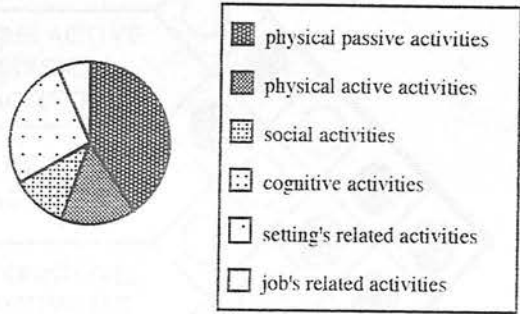 physical passive activities
physical active activities
social activities
cognitive activities
setting's related activities
job's related activities